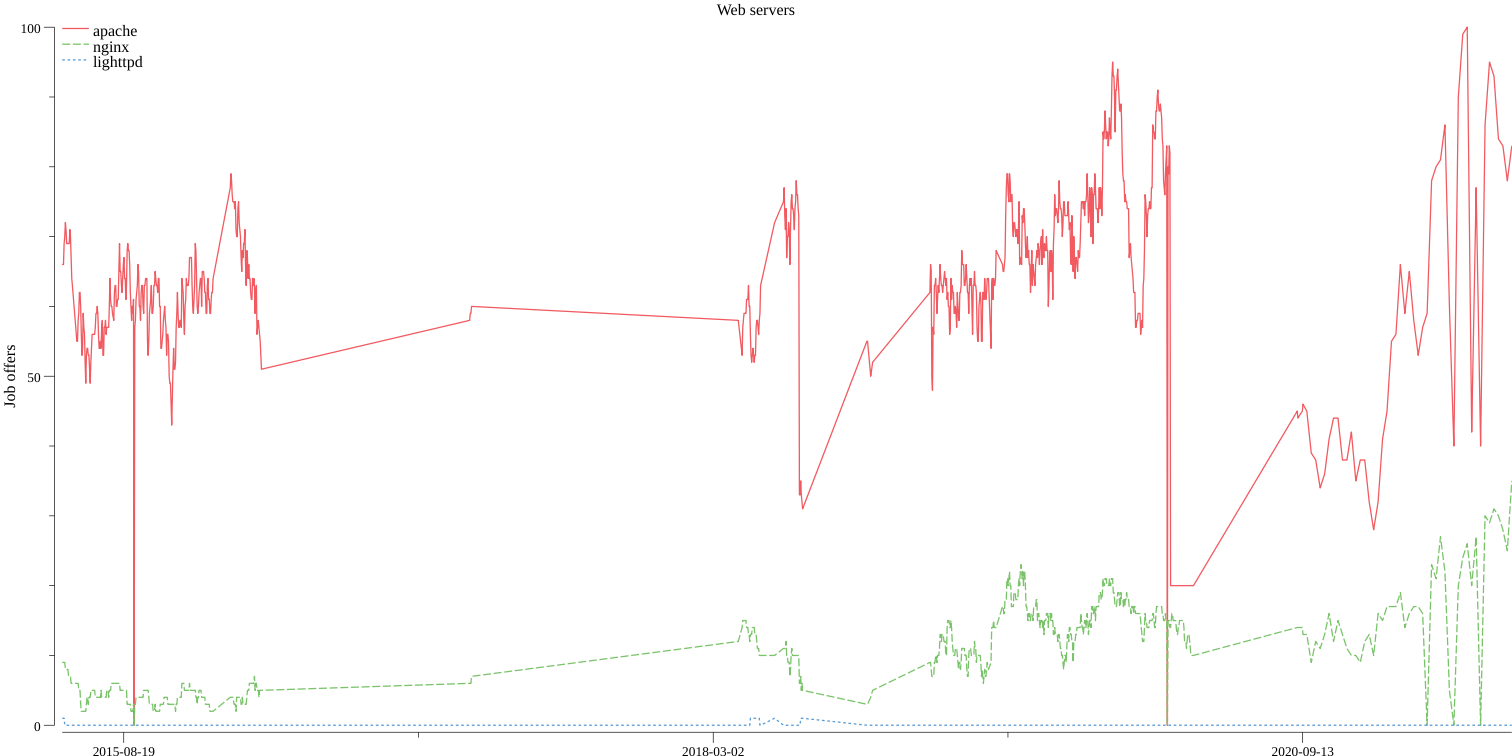 Web servers
100
apache
nginx
lighttpd
Job offers
50
0
2015-08-19
2018-03-02
2020-09-13